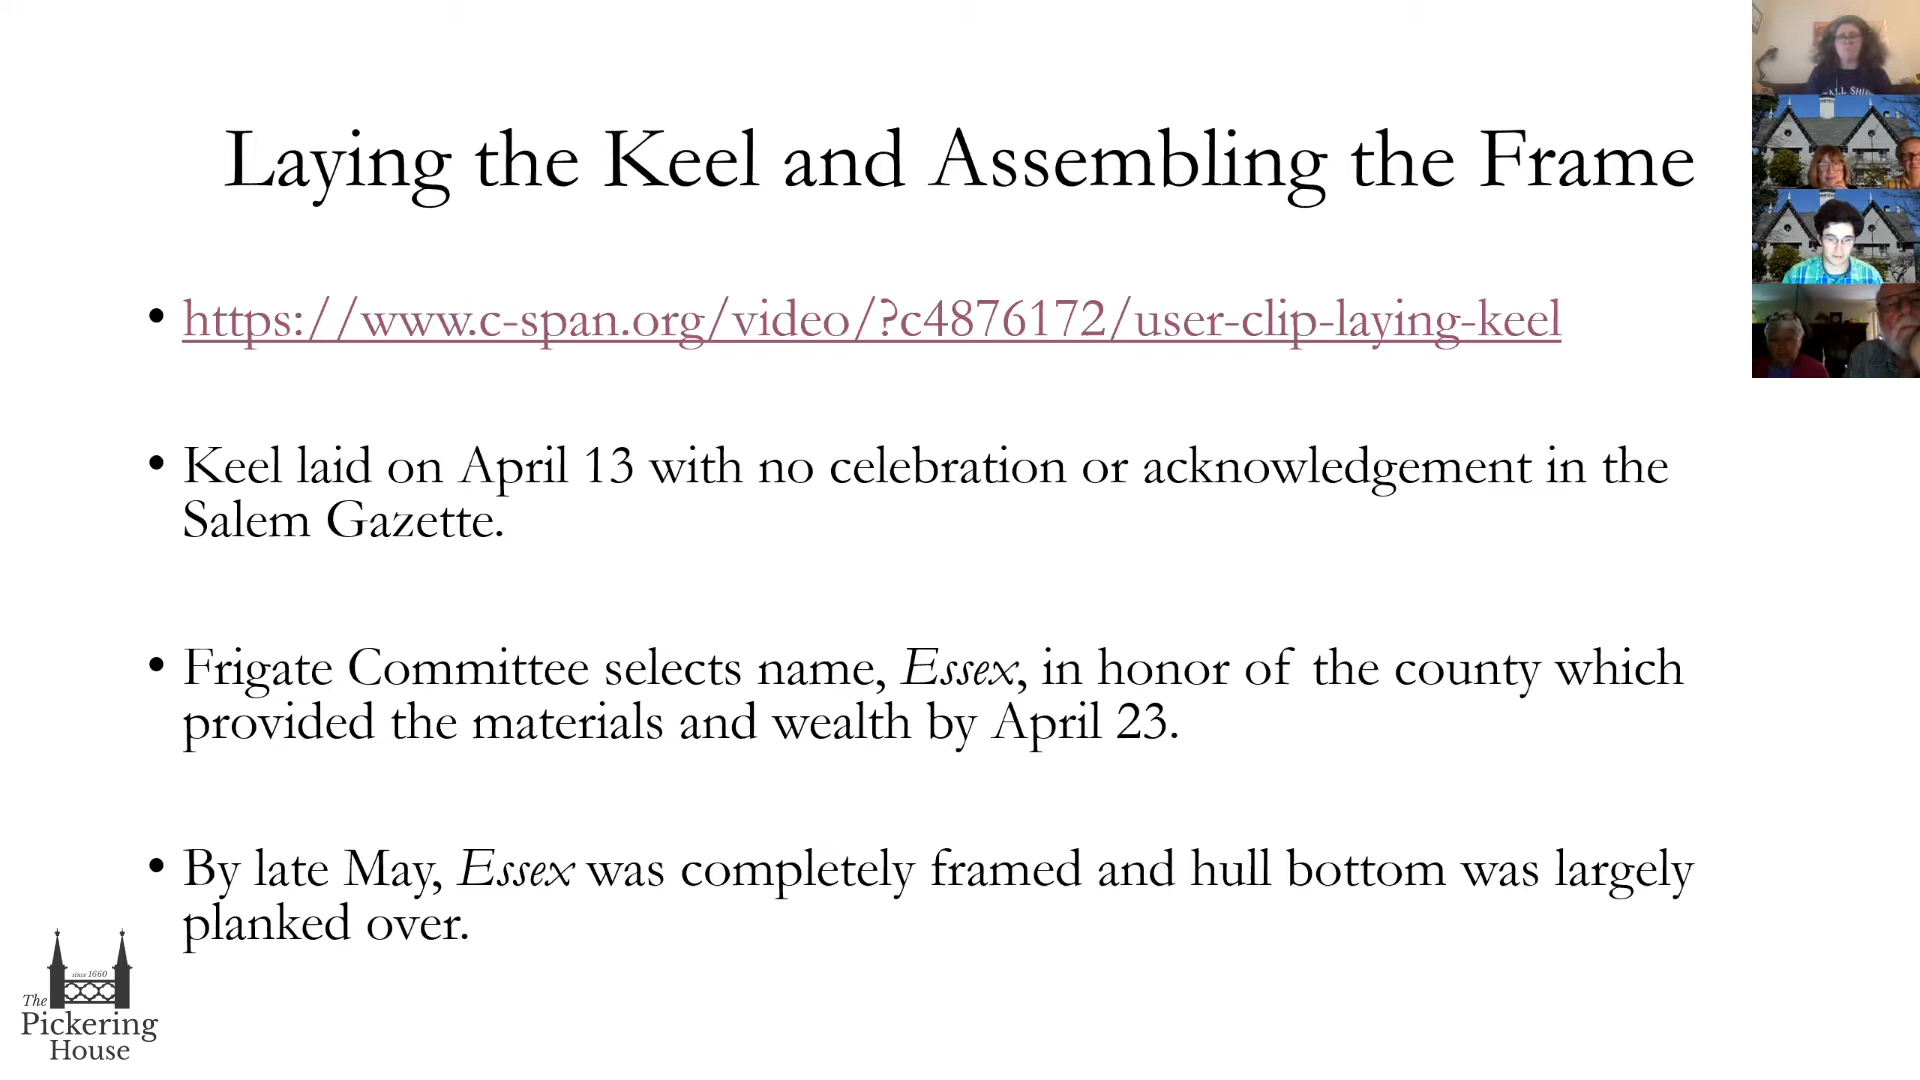 Laying the Keel and Assembling the Frame
• https://www.c-span.org/video/?c4876172/user-clip-laying-keel
• Keel laid on April 13 with no celebration or acknowledgement in the
Salem Gazette.
• Frigate Committee selects name, Essex, in honor of the county which
provided the materials and wealth by April 23.
• By late May, Essex was completely framed and hull bottom was largely
planked over.
since 1660
The
Pickering
House